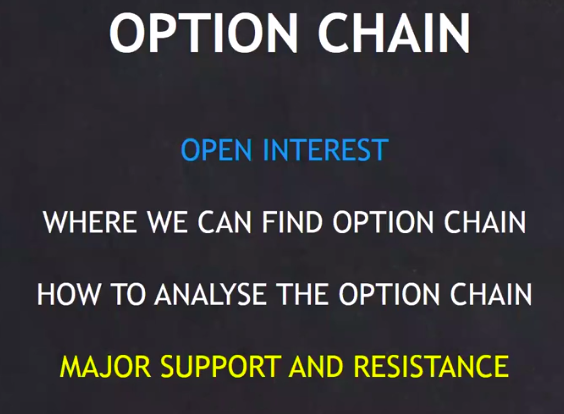 OPTION CHAIN
OPEN INTEREST
WHERE WE CAN FIND OPTION CHAIN
HOW TO ANALYSE THE OPTION CHAIN
MAJOR SUPPORT AND RESISTANCE